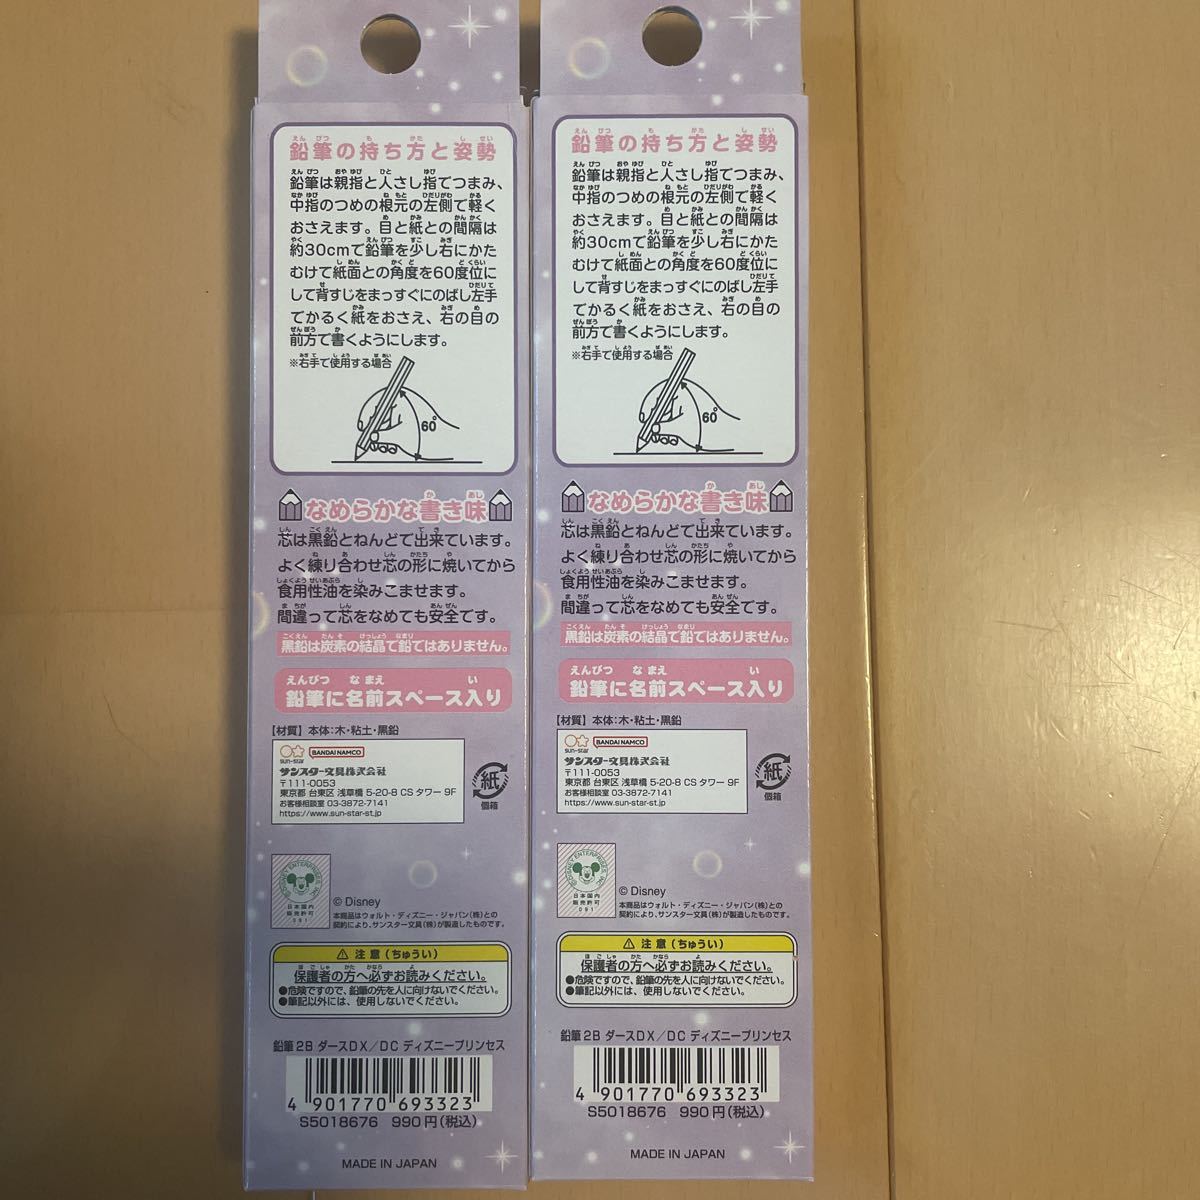 鉛筆の持ち方と姿勢
鉛筆は親指と人さし指でつまみ、
中指のつめの根元の左側で軽く
おさえます。目と紙との間隔は
約30cmで鉛筆を少し右にかた
むけて紙面との角度を60度位に
して背すじをまっすぐにのばし左手
でかるく紙をおさえ、右の目の
前方で書くようにします。
※右手で使用する場合
60°
なめらかな書き味
芯は黒鉛とねんどで出来ています。
よく練り合わせ芯の形に焼いてから
食用性油を染みこませます。
間違って芯をなめても安全です。
黒鉛は炭素の結晶で鉛ではありません。
鉛筆に名前スペース入り
【材質】本体:木・粘土・黒鉛
sun-star BANDAI NAMCO
サンスター文具株式会社
〒111-0053
東京都 台東区 浅草橋 5-20-8 CS タワー 9F
お客様相談室 03-3872-7141
https://www.sun-star-st.jp
紙
個箱
©DISNEY ENTERPRISES, INC.
日本国内
販売許可
091
© Disney
本商品はウォルト・ディズニー・ジャパン(株)との
契約により、サンスター文具(株)が製造したものです。
⚠ 注意(ちゅうい)
保護者の方へ必ずお読みください。
●危険ですので、鉛筆の先を人に向けないでください。
●筆記以外には、使用しないでください。
鉛筆2B ダースDX/DC ディズニープリンセス
4 901770 693323
S5018676 990円(税込)
MADE IN JAPAN
鉛筆の持ち方と姿勢
鉛筆は親指と人さし指でつまみ、
中指のつめの根元の左側で軽く
おさえます。目と紙との間隔は
約30cmで鉛筆を少し右にかた
むけて紙面との角度を60度位に
して背すじをまっすぐにのばし左手
でかるく紙をおさえ、右の目の
前方で書くようにします。
※右手で使用する場合
60°
なめらかな書き味
芯は黒鉛とねんどで出来ています。
よく練り合わせ芯の形に焼いてから
食用性油を染みこませます。
間違って芯をなめても安全です。
黒鉛は炭素の結晶で鉛ではありません。
鉛筆に名前スペース入り
【材質】本体:木・粘土・黒鉛
sun-star BANDAI NAMCO
サンスター文具株式会社
〒111-0053
東京都 台東区 浅草橋 5-20-8 CS タワー 9F
お客様相談室 03-3872-7141
https://www.sun-star-st.jp
紙
個箱
©DISNEY ENTERPRISES, INC.
日本国内
販売許可
091
© Disney
本商品はウォルト・ディズニー・ジャパン(株)との
契約により、サンスター文具(株)が製造したものです。
⚠ 注意(ちゅうい)
保護者の方へ必ずお読みください。
●危険ですので、鉛筆の先を人に向けないでください。
●筆記以外には、使用しないでください。
鉛筆2B ダースDX/DC ディズニープリンセス
4 901770 693323
S5018676 990円(税込)
MADE IN JAPAN